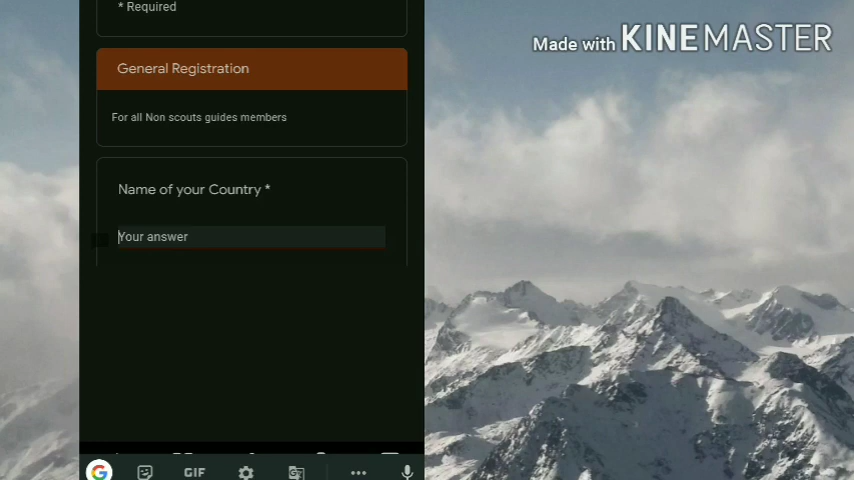 * Required
Made with KINEMASTER
General Registration
For all Non scouts guides members
Name of your Country *
Your answer
GIF